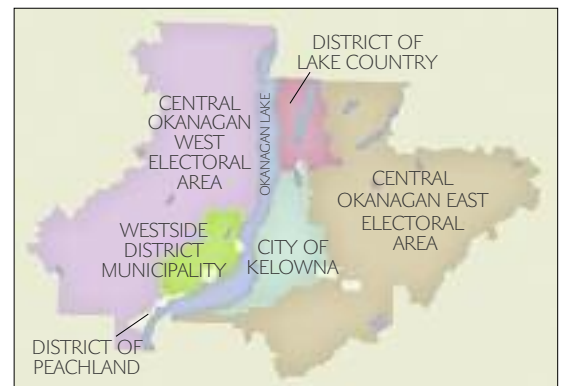 DISTRICT OF
LAKE COUNTRY
CENTRAL
OKANAGAN
WEST
ELECTORAL
AREA
OKANAGAN LAKE
CENTRAL
OKANAGAN EAST
ELECTORAL
AREA
WESTSIDE
DISTRICT
MUNICIPALITY
CITY OF
KELOWNA
DISTRICT OF
PEACHLAND